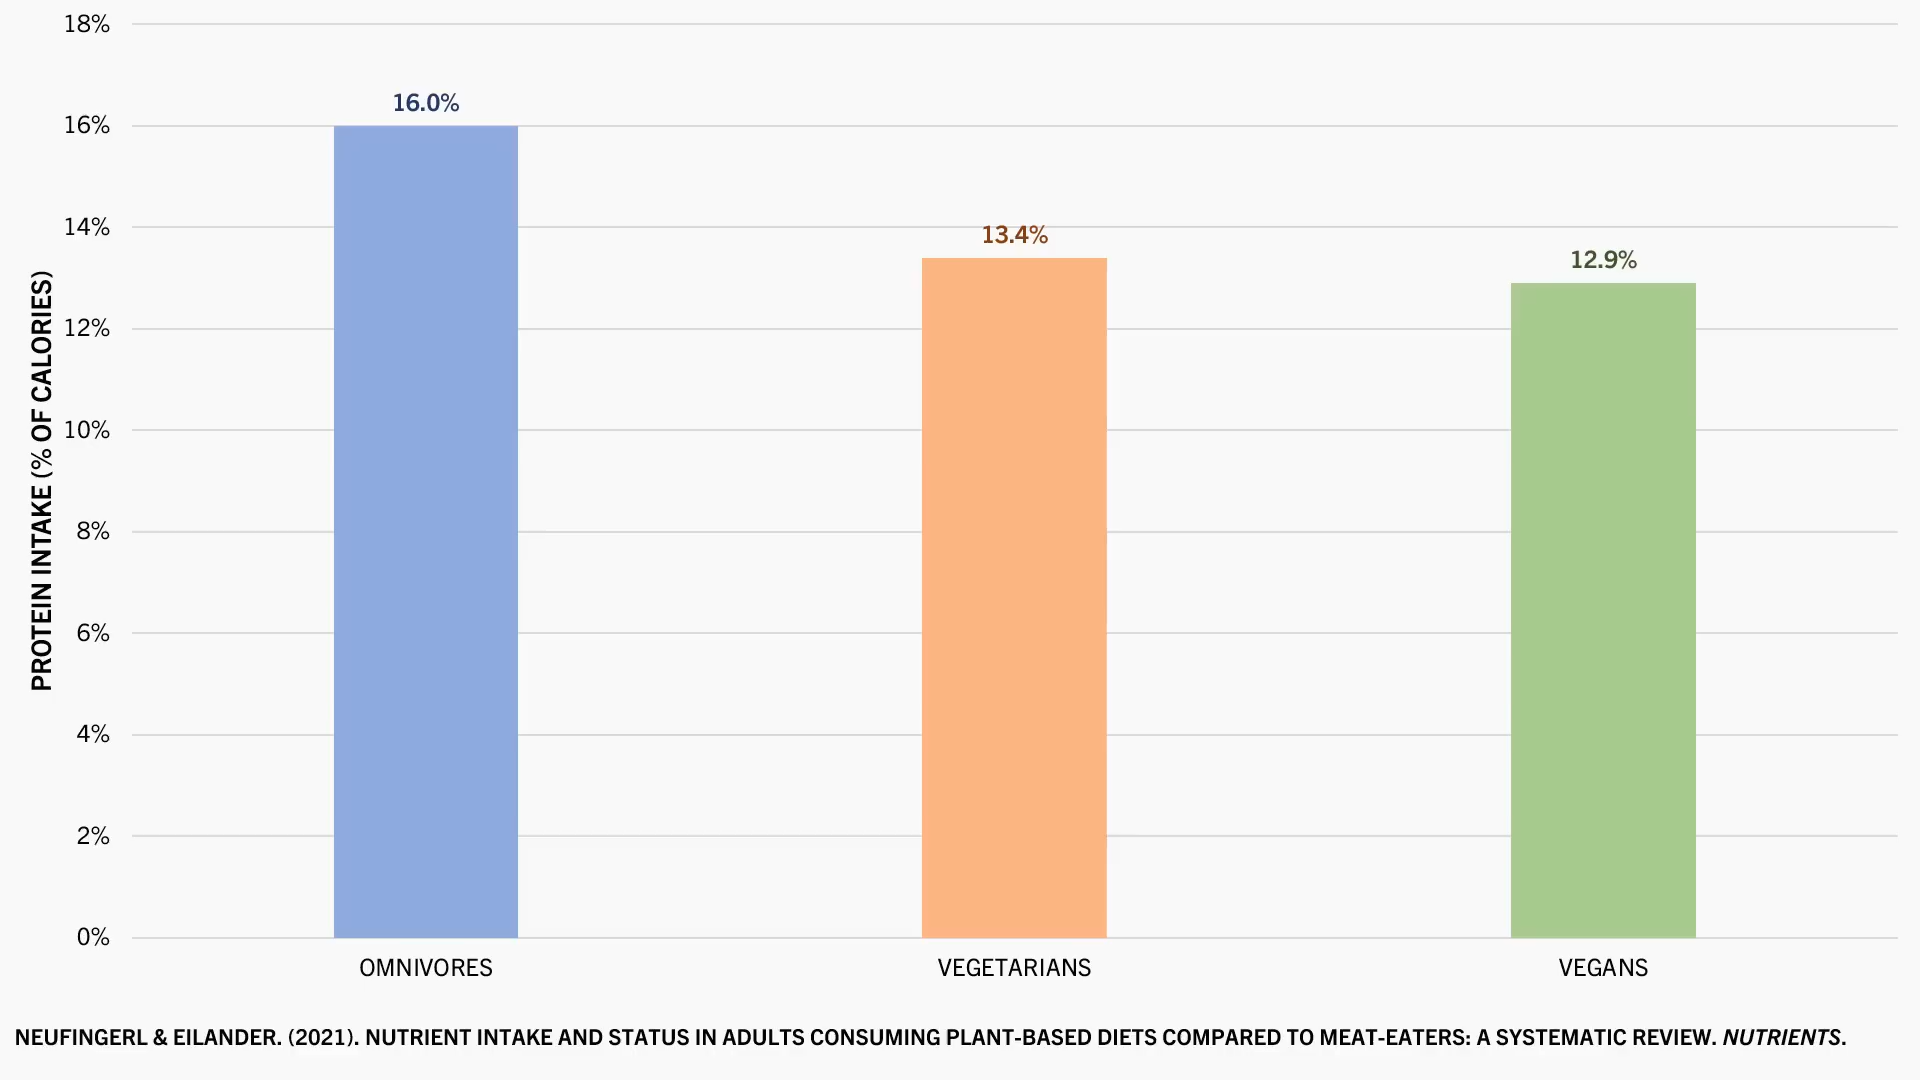 18%
16.0%
16%
14%
13.4%
12.9%
12%
10%
8%
6%
4%
2%
0%
PROTEIN INTAKE (% OF CALORIES)
OMNIVORES
VEGETARIANS
VEGANS
NEUFINGERL & EILANDER. (2021). NUTRIENT INTAKE AND STATUS IN ADULTS CONSUMING PLANT-BASED DIETS COMPARED TO MEAT-EATERS: A SYSTEMATIC REVIEW. NUTRIENTS.